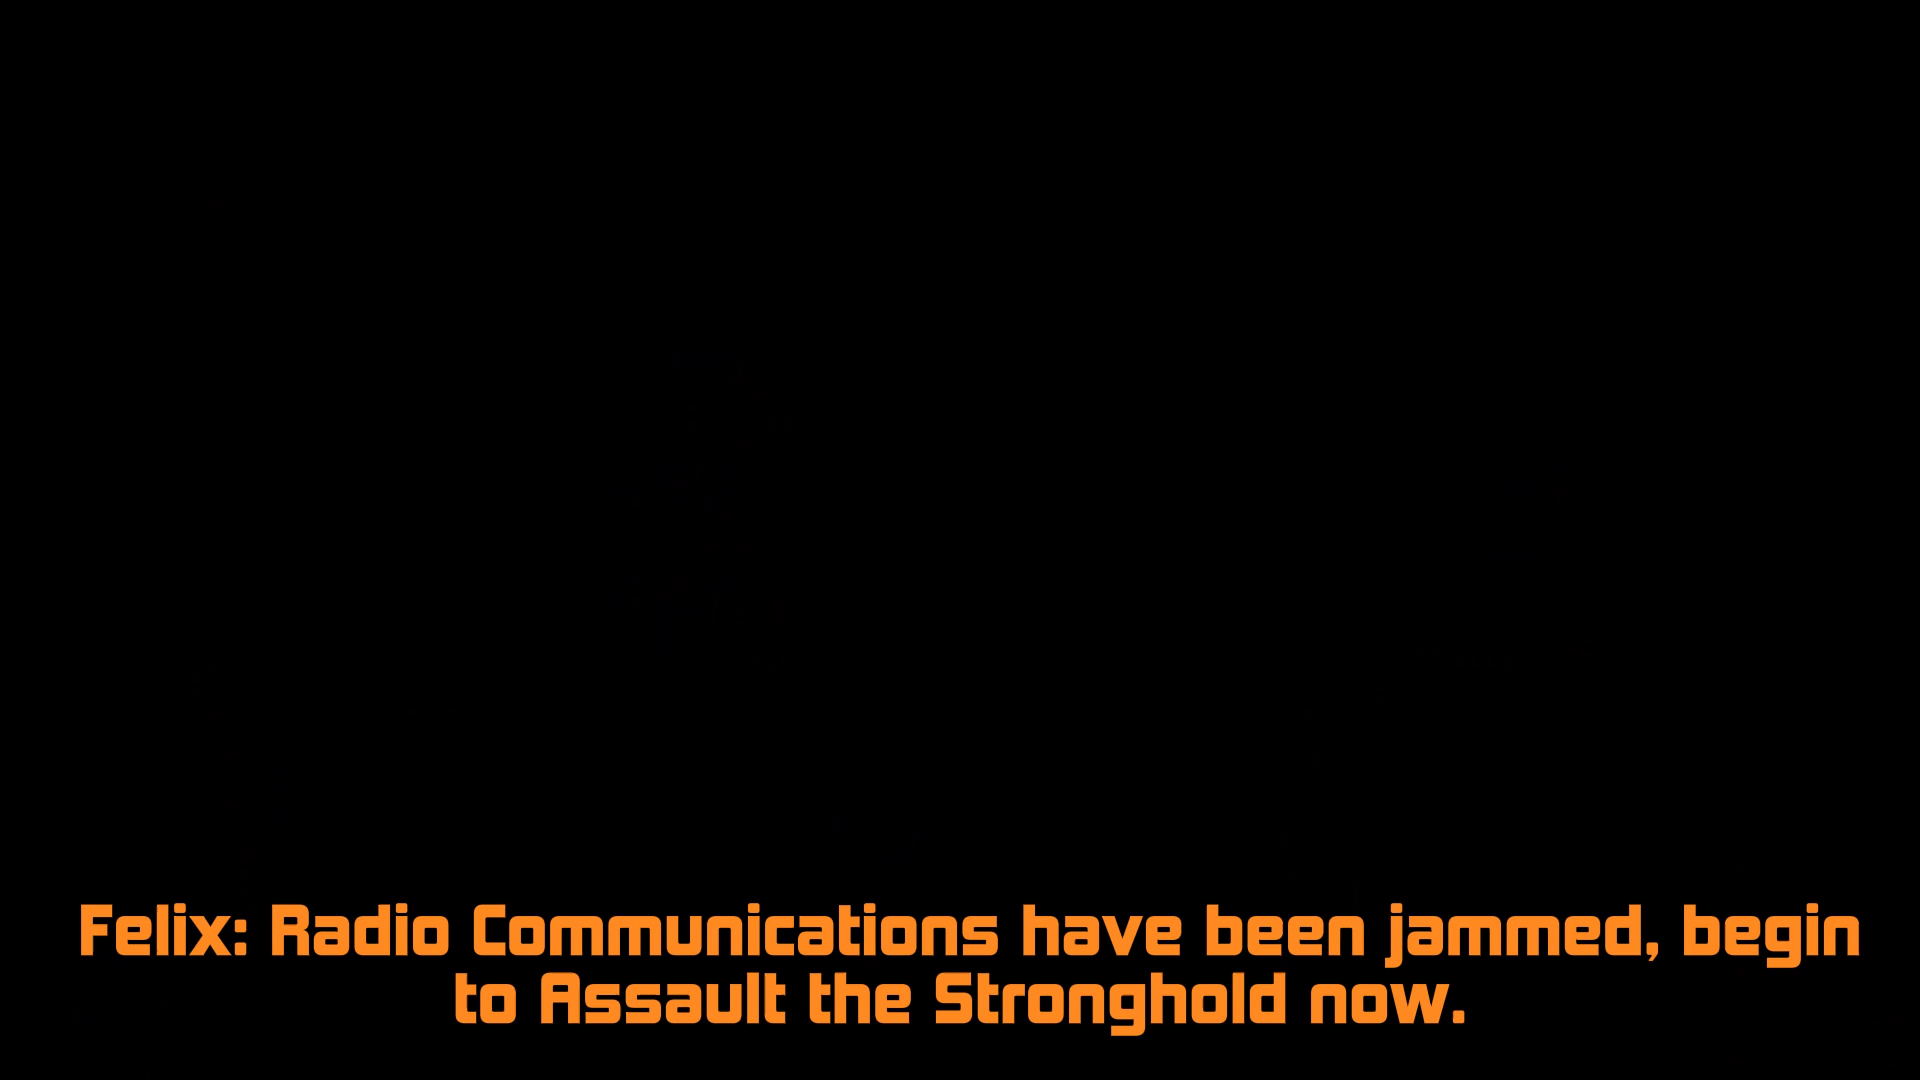 Felix: Radio Communications have been jammed, begin
to Assault the Stronghold now.